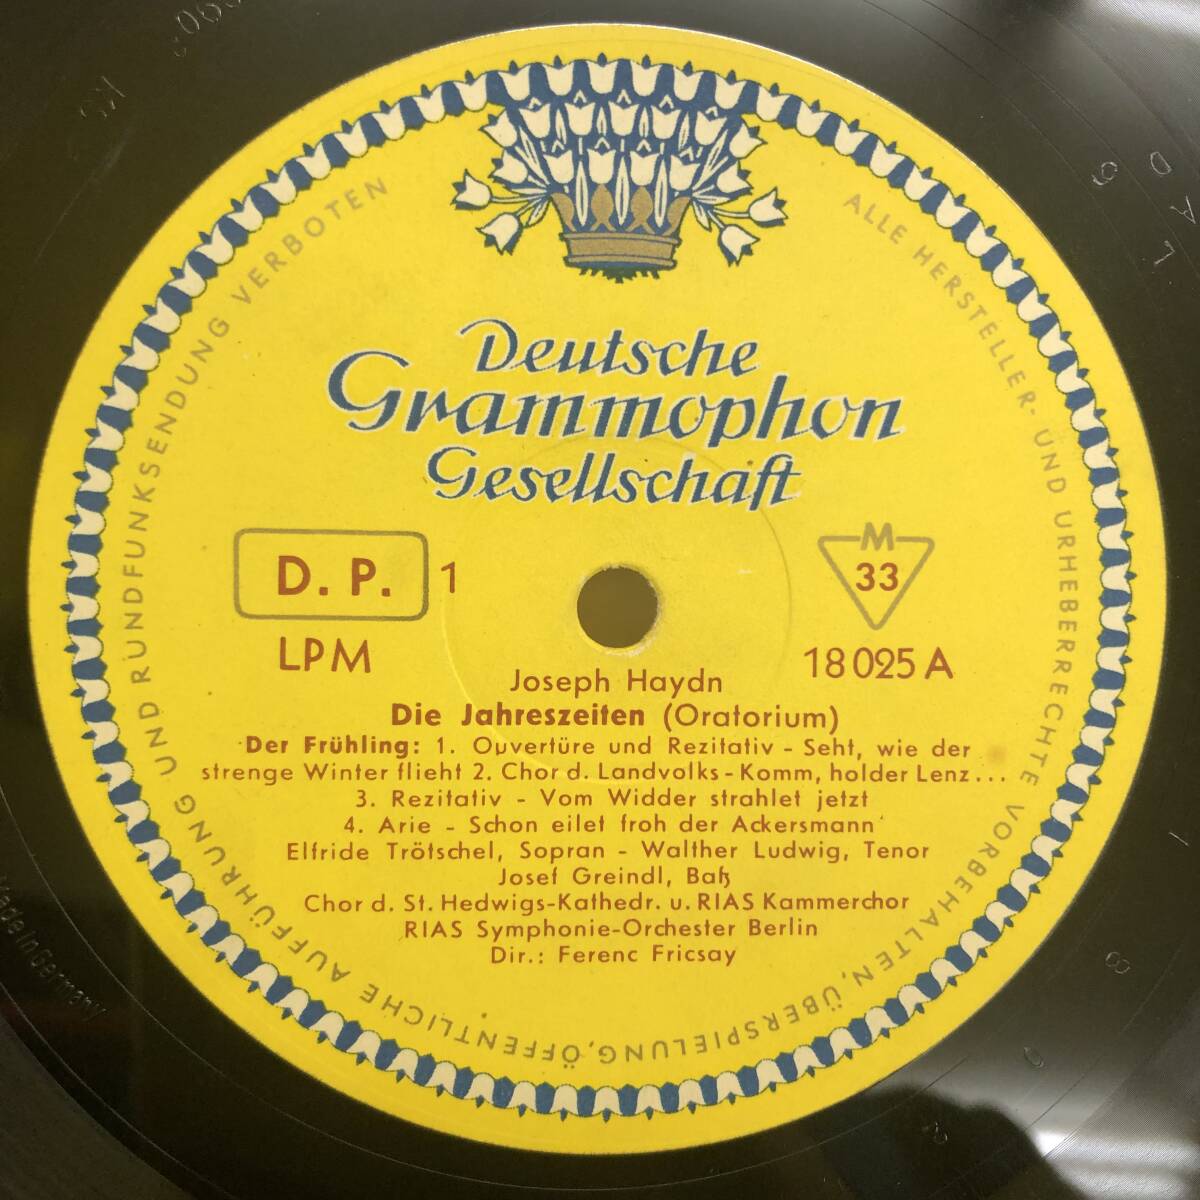 Deutsche
Grammophon
Gesellschaft
D. P. 1
M
33
LPM
18 025 A
Joseph Haydn
Die Jahreszeiten (Oratorium)
Der Frühling: 1. Ouvertüre und Rezitativ - Seht, wie der
strenge Winter flieht 2. Chor d. Landvolks - Komm, holder Lenz...
3. Rezitativ - Vom Widder strahlet jetzt
4. Arie - Schon eilet froh der Ackersmann
Elfride Trötschel, Sopran - Walther Ludwig, Tenor
Josef Greindl, Baß
Chor d. St. Hedwigs-Kathedr. u. RIAS Kammerchor
RIAS Symphonie-Orchester Berlin
Dir.: Ferenc Fricsay
ALLE HERSTELLER- UND URHEBERRECHTE VORBEHALTEN, ÜBERSPIELUNG, ÖFFENTLICHE AUFFÜHRUNG UND RUNDFUNKSENDUNG VERBOTEN
Made in Germany